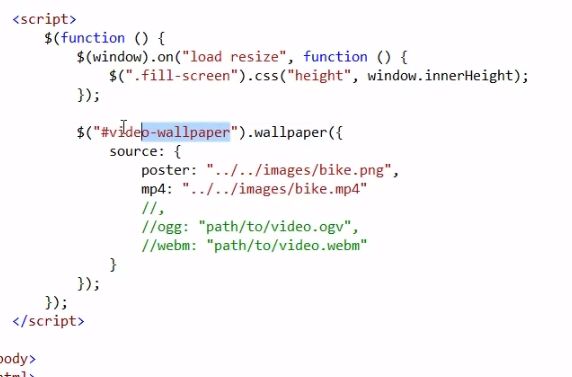 <script>
$(function () {
$(window).on("load resize", function () {
$(".fill-screen").css("height", window.innerHeight);
});
$("#video-wallpaper").wallpaper({
source: {
poster: "../../images/bike.png",
mp4: "../../images/bike.mp4"
//,
//ogg: "path/to/video.ogv",
//webm: "path/to/video.webm"
}
});
});
</script>
body>